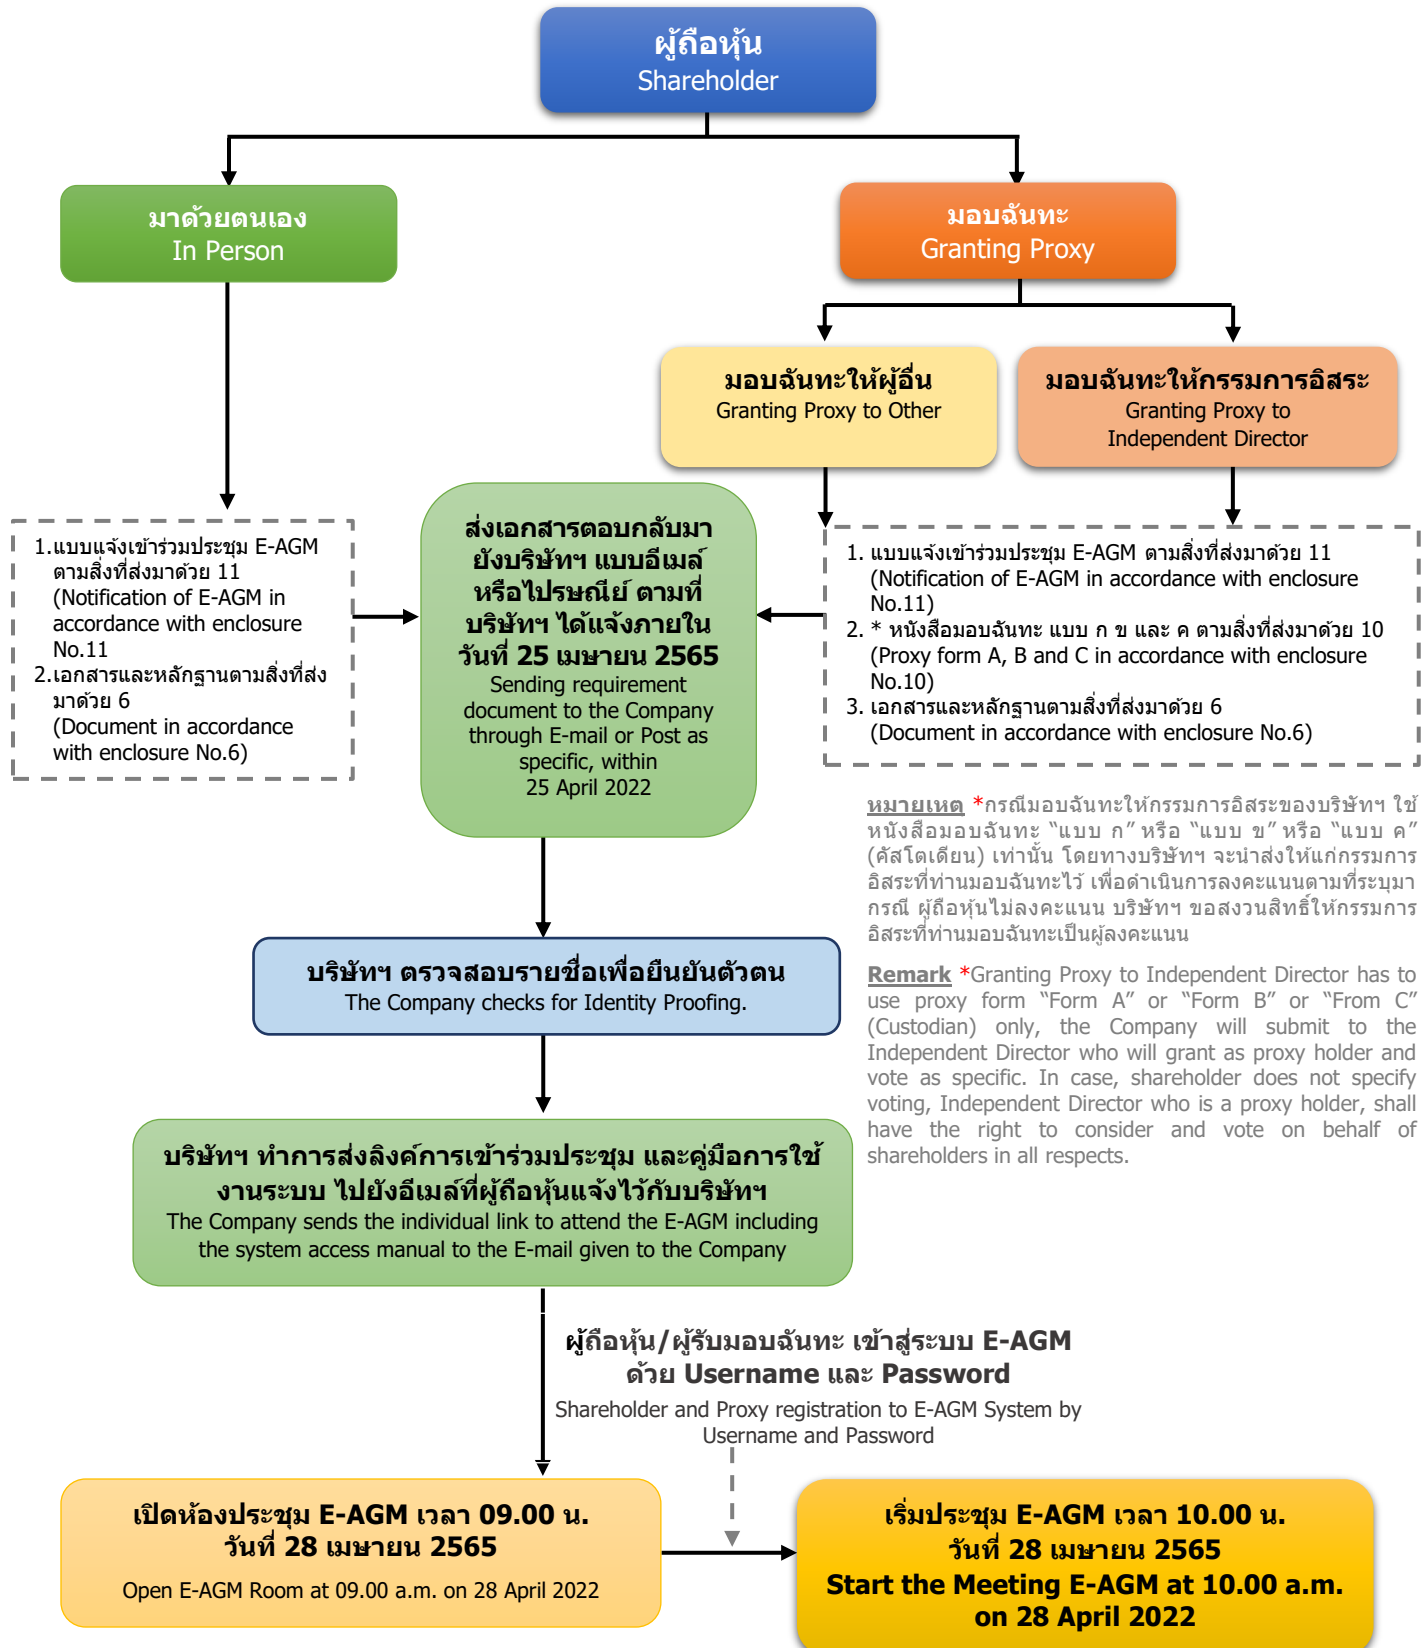 ผู้ถือหุ้น
Shareholder
มาด้วยตนเอง
In Person
มอบฉันทะ
Granting Proxy
มอบฉันทะให้ผู้อื่น
Granting Proxy to Other
มอบฉันทะให้กรรมการอิสระ
Granting Proxy to
Independent Director
1.แบบแจ้งเข้าร่วมประชุม E-AGM
ตามสิ่งที่ส่งมาด้วย 11
(Notification of E-AGM in
accordance with enclosure
No.11
2.เอกสารและหลักฐานตามสิ่งที่ส่ง
มาด้วย 6
(Document in accordance
with enclosure No.6)
ส่งเอกสารตอบกลับมา
ยังบริษัทฯ แบบอีเมล์
หรือไปรษณีย์ ตามที่
บริษัทฯ ได้แจ้งภายใน
วันที่ 25 เมษายน 2565
Sending requirement
document to the Company
through E-mail or Post as
specific, within
25 April 2022
1. แบบแจ้งเข้าร่วมประชุม E-AGM ตามสิ่งที่ส่งมาด้วย 11
(Notification of E-AGM in accordance with enclosure
No.11)
2. * หนังสือมอบฉันทะ แบบ ก ข และ ค ตามสิ่งที่ส่งมาด้วย 10
(Proxy form A, B and C in accordance with enclosure
No.10)
3. เอกสารและหลักฐานตามสิ่งที่ส่งมาด้วย 6
(Document in accordance with enclosure No.6)
หมายเหตุ *กรณีมอบฉันทะให้กรรมการอิสระของบริษัทฯ ใช้
หนังสือมอบฉันทะ “แบบ ก” หรือ “แบบ ข” หรือ “แบบ ค”
(คัสโตเดียน) เท่านั้น โดยทางบริษัทฯ จะนำส่งให้แก่กรรมการ
อิสระที่ท่านมอบฉันทะไว้ เพื่อดำเนินการลงคะแนนตามที่ระบุมา
กรณี ผู้ถือหุ้นไม่ลงคะแนน บริษัทฯ ขอสงวนสิทธิ์ให้กรรมการ
อิสระที่ท่านมอบฉันทะเป็นผู้ลงคะแนน
Remark *Granting Proxy to Independent Director has to
use proxy form “Form A” or “Form B” or “From C”
(Custodian) only, the Company will submit to the
Independent Director who will grant as proxy holder and
vote as specific. In case, shareholder does not specify
voting, Independent Director who is a proxy holder, shall
have the right to consider and vote on behalf of
shareholders in all respects.
บริษัทฯ ตรวจสอบรายชื่อเพื่อยืนยันตัวตน
The Company checks for Identity Proofing.
บริษัทฯ ทำการส่งลิงค์การเข้าร่วมประชุม และคู่มือการใช้
งานระบบ ไปยังอีเมล์ที่ผู้ถือหุ้นแจ้งไว้กับบริษัทฯ
The Company sends the individual link to attend the E-AGM including
the system access manual to the E-mail given to the Company
ผู้ถือหุ้น/ผู้รับมอบฉันทะ เข้าสู่ระบบ E-AGM
ด้วย Username และ Password
Shareholder and Proxy registration to E-AGM System by
Username and Password
เปิดห้องประชุม E-AGM เวลา 09.00 น.
วันที่ 28 เมษายน 2565
Open E-AGM Room at 09.00 a.m. on 28 April 2022
เริ่มประชุม E-AGM เวลา 10.00 น.
วันที่ 28 เมษายน 2565
Start the Meeting E-AGM at 10.00 a.m.
on 28 April 2022